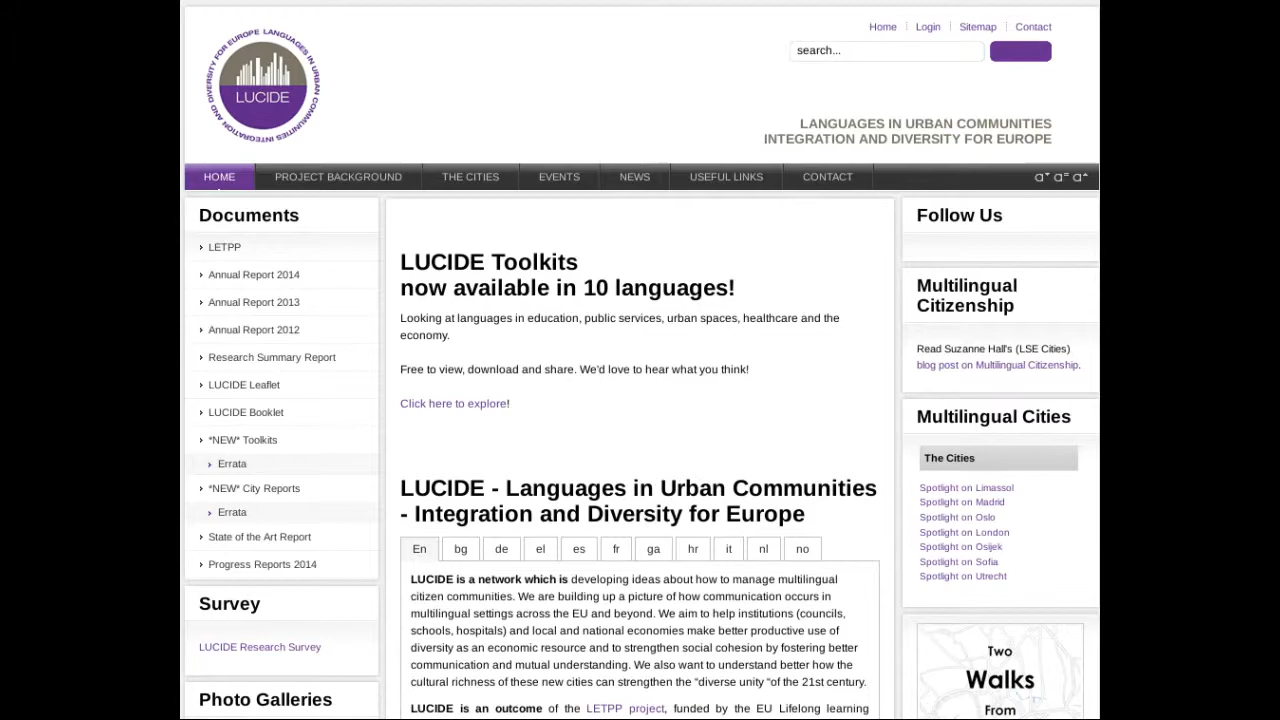 LANGUAGES IN URBAN COMMUNITIES INTEGRATION AND DIVERSITY FOR EUROPE
LUCIDE
Home
Login
Sitemap
Contact
search...
LANGUAGES IN URBAN COMMUNITIES
INTEGRATION AND DIVERSITY FOR EUROPE
HOME
PROJECT BACKGROUND
THE CITIES
EVENTS
NEWS
USEFUL LINKS
CONTACT
Documents
LETPP
Annual Report 2014
Annual Report 2013
Annual Report 2012
Research Summary Report
LUCIDE Leaflet
LUCIDE Booklet
*NEW* Toolkits
Errata
*NEW* City Reports
Errata
State of the Art Report
Progress Reports 2014
Survey
LUCIDE Research Survey
Photo Galleries
LUCIDE Toolkits
now available in 10 languages!
Looking at languages in education, public services, urban spaces, healthcare and the
economy.
Free to view, download and share. We'd love to hear what you think!
Click here to explore!
LUCIDE - Languages in Urban Communities
- Integration and Diversity for Europe
En bg de el es fr ga hr it nl no
LUCIDE is a network which is developing ideas about how to manage multilingual
citizen communities. We are building up a picture of how communication occurs in
multilingual settings across the EU and beyond. We aim to help institutions (councils,
schools, hospitals) and local and national economies make better productive use of
diversity as an economic resource and to strengthen social cohesion by fostering better
communication and mutual understanding. We also want to understand better how the
cultural richness of these new cities can strengthen the "diverse unity "of the 21st century.
LUCIDE is an outcome of the LETPP project, funded by the EU Lifelong learning
Follow Us
Multilingual
Citizenship
Read Suzanne Hall's (LSE Cities)
blog post on Multilingual Citizenship.
Multilingual Cities
The Cities
Spotlight on Limassol
Spotlight on Madrid
Spotlight on Oslo
Spotlight on London
Spotlight on Osijek
Spotlight on Sofia
Spotlight on Utrecht
Two
Walks
From